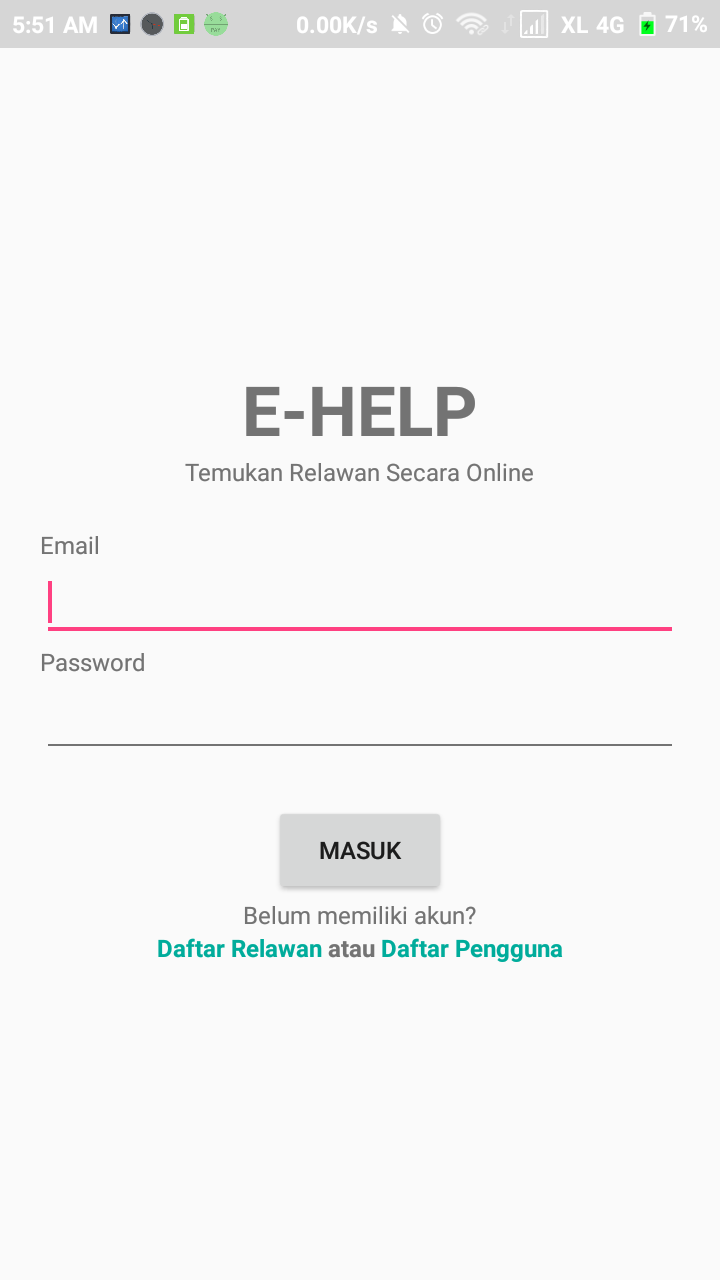 5:51 AM 0.00K/s XL 4G 71%
E-HELP
Temukan Relawan Secara Online
Email
Password
MASUK
Belum memiliki akun?
Daftar Relawan atau Daftar Pengguna